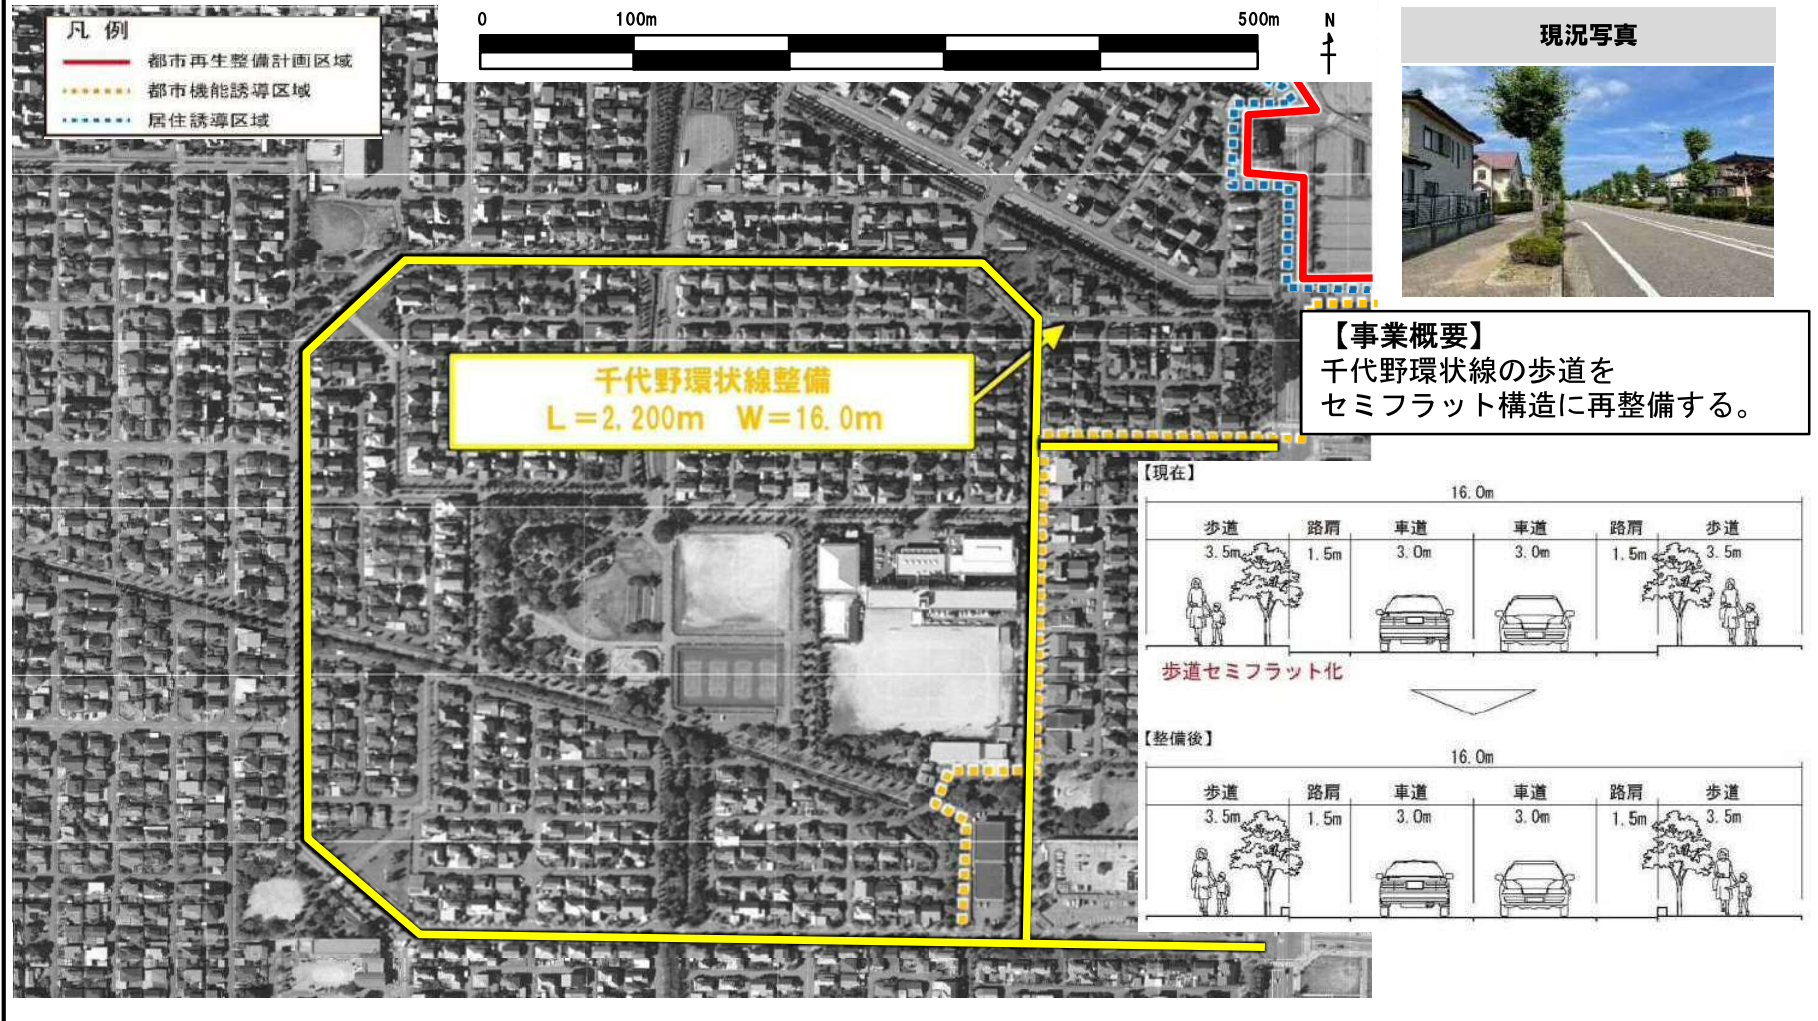 凡 例
都市再生整備計画区域
都市機能誘導区域
居住誘導区域
0 100m 500m N
現況写真
千代野環状線整備
L=2,200m W=16.0m
【事業概要】
千代野環状線の歩道を
セミフラット構造に再整備する。
【現在】
16.0m
歩道 路肩 車道 車道 路肩 歩道
3.5m 1.5m 3.0m 3.0m 1.5m 3.5m
歩道セミフラット化
【整備後】
16.0m
歩道 路肩 車道 車道 路肩 歩道
3.5m 1.5m 3.0m 3.0m 1.5m 3.5m